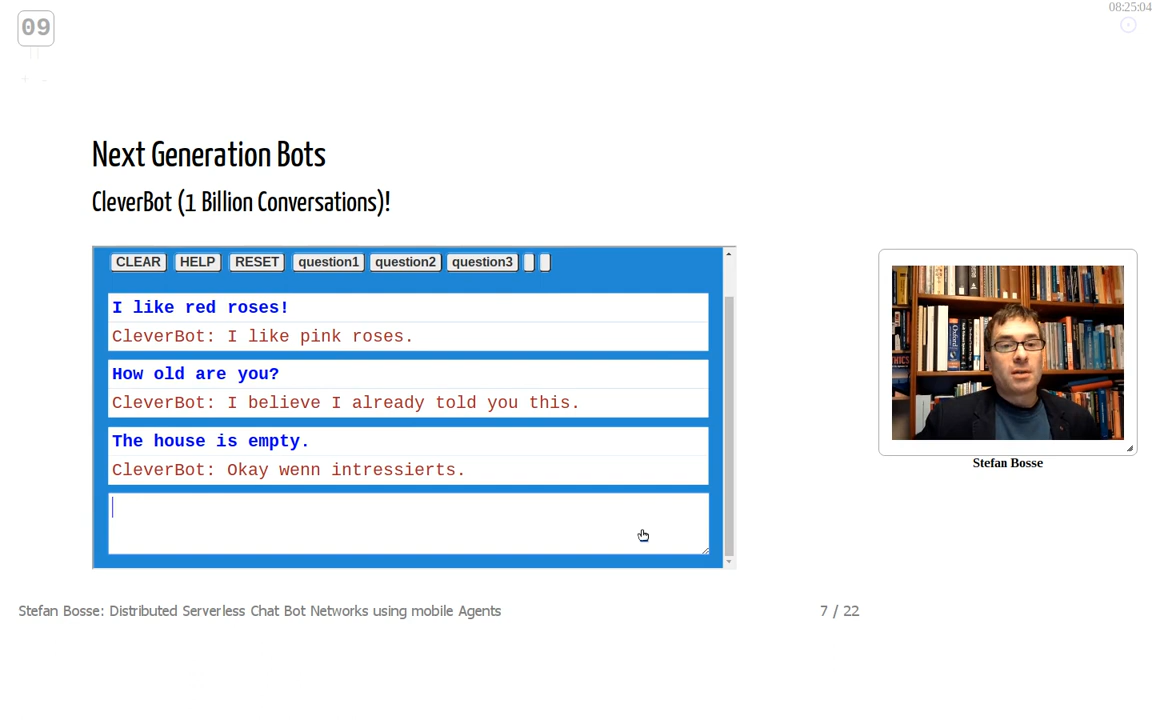 09
08:25:04
+ -
Next Generation Bots
CleverBot (1 Billion Conversations)!
CLEAR HELP RESET question1 question2 question3
I like red roses!
CleverBot: I like pink roses.
How old are you?
CleverBot: I believe I already told you this.
The house is empty.
CleverBot: Okay wenn intressierts.
Oxford
Stefan Bosse
Stefan Bosse: Distributed Serverless Chat Bot Networks using mobile Agents
7 / 22